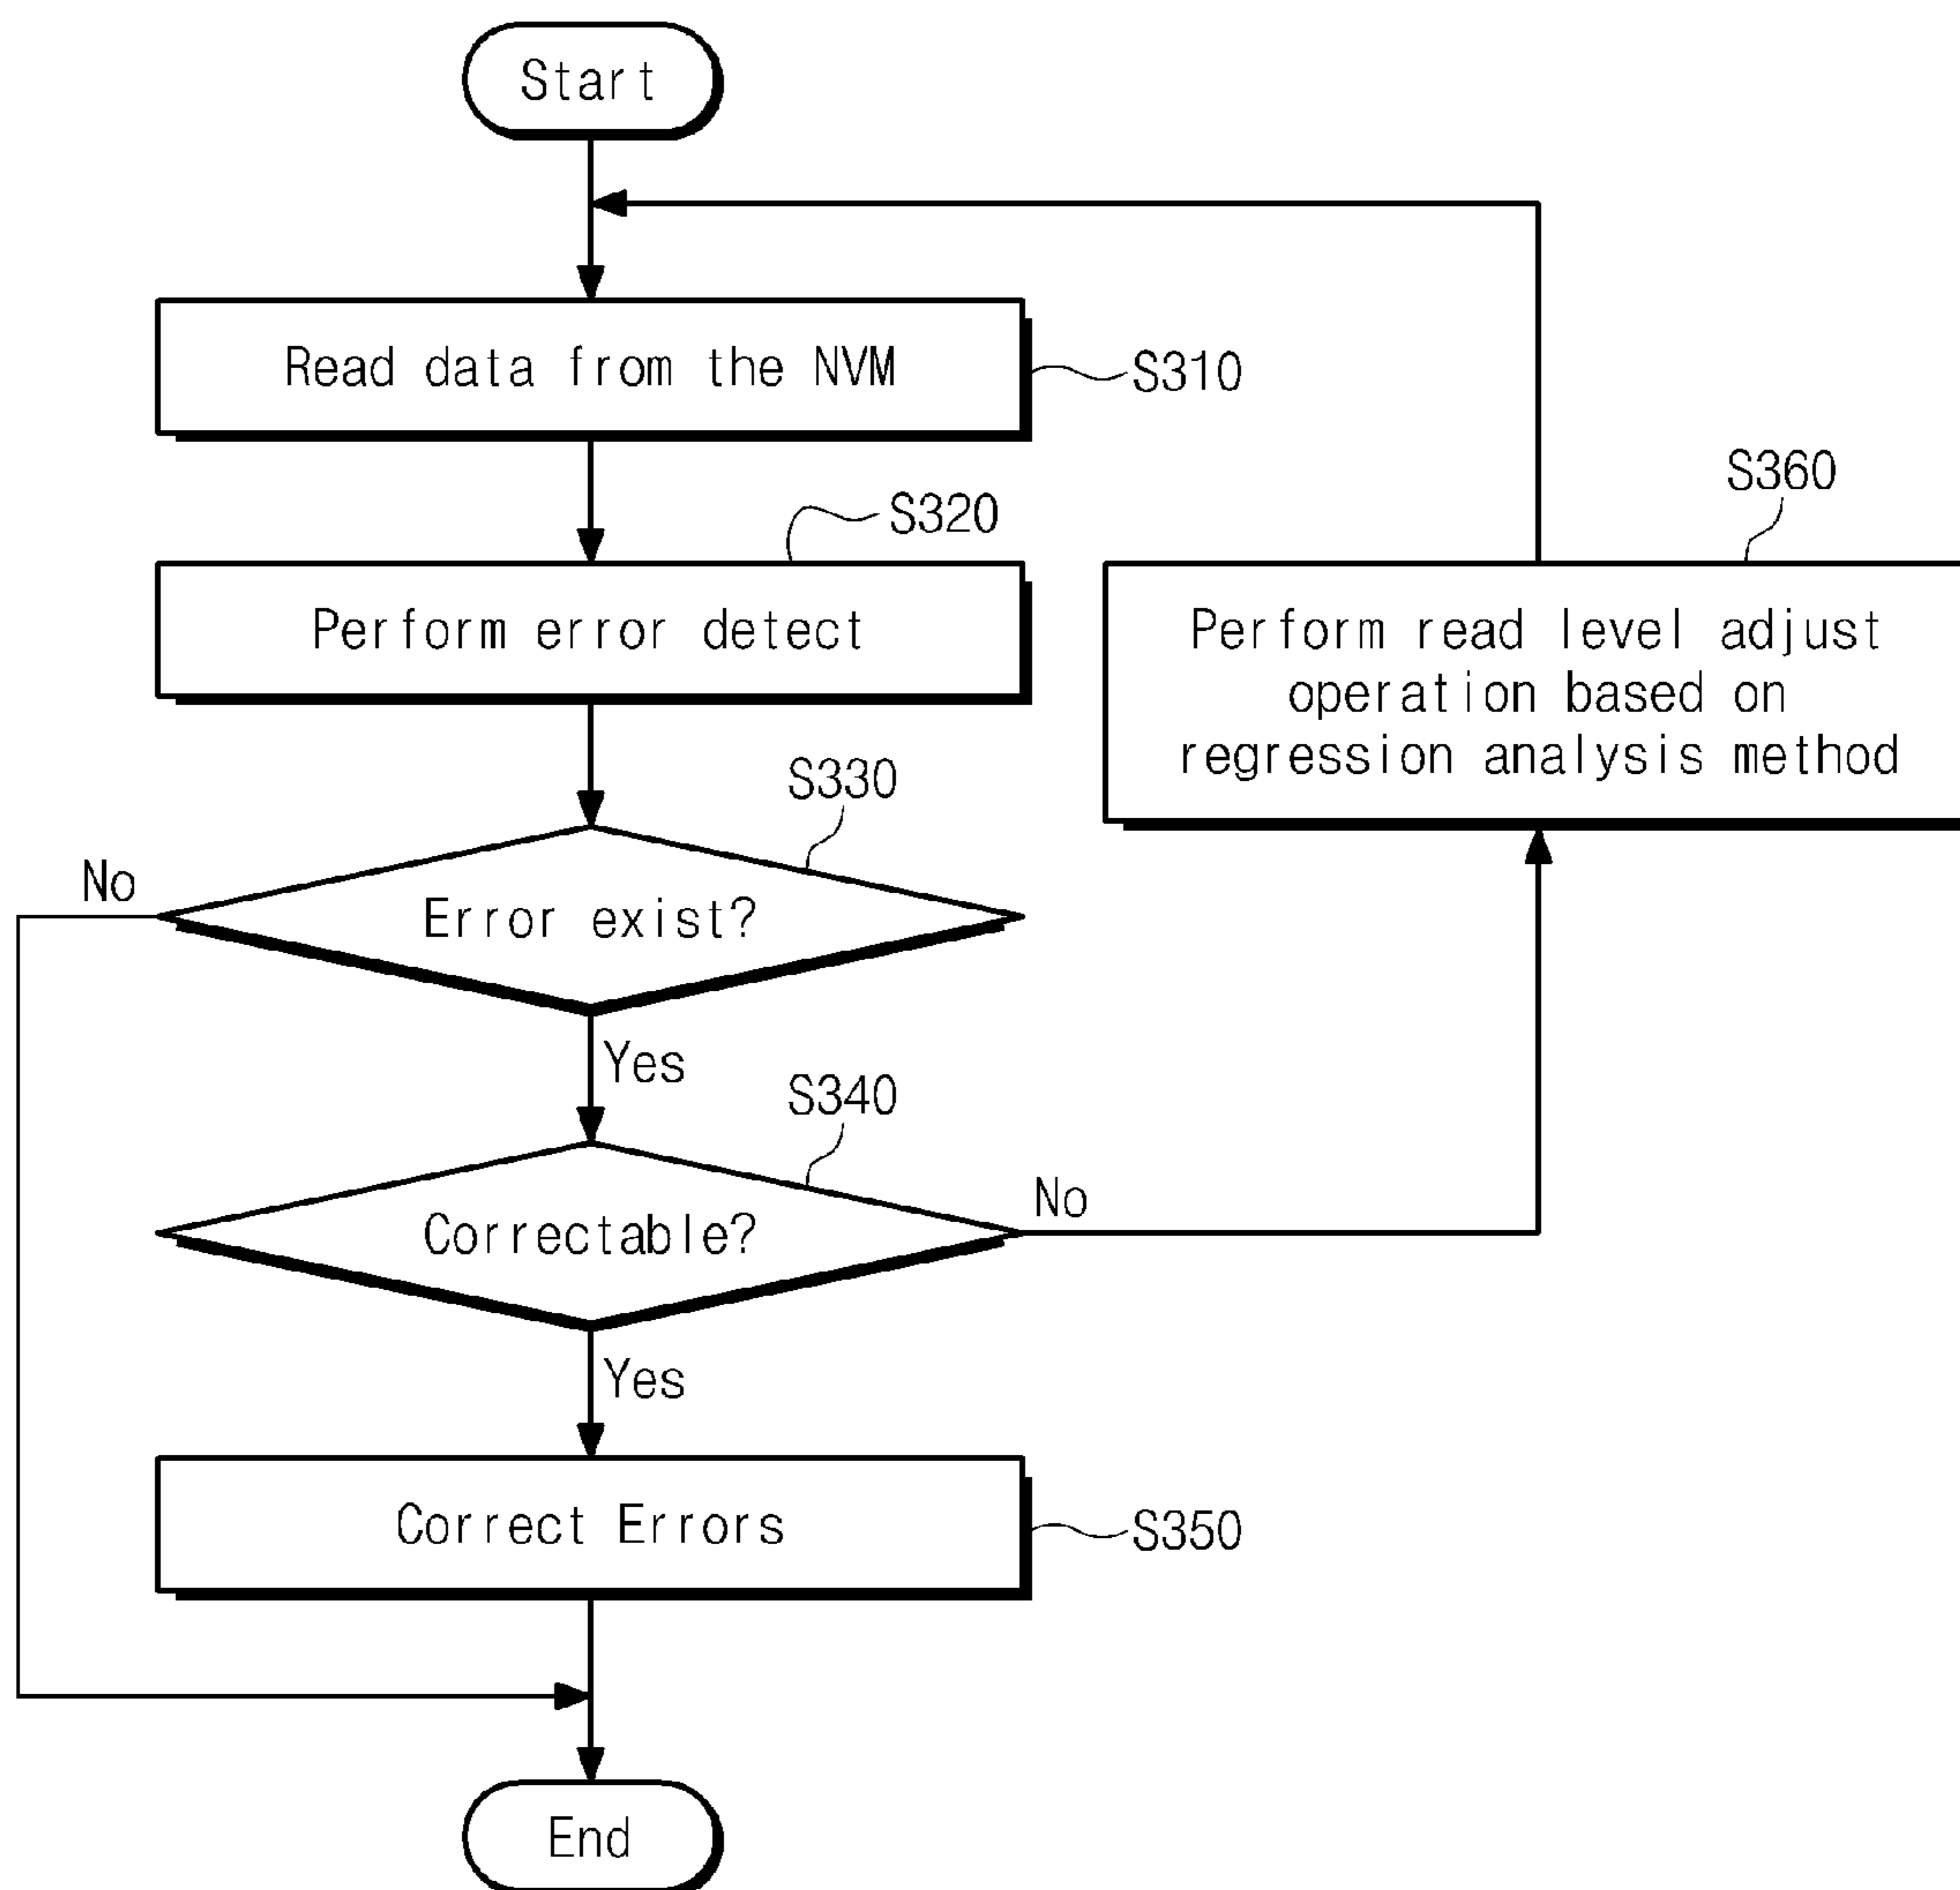 Start
Read data from the NVM
S310
S320
Perform error detect
S360
Perform read level adjust
operation based on
regression analysis method
S330
No
Error exist?
Yes
S340
Correctable?
No
Yes
Correct Errors
S350
End